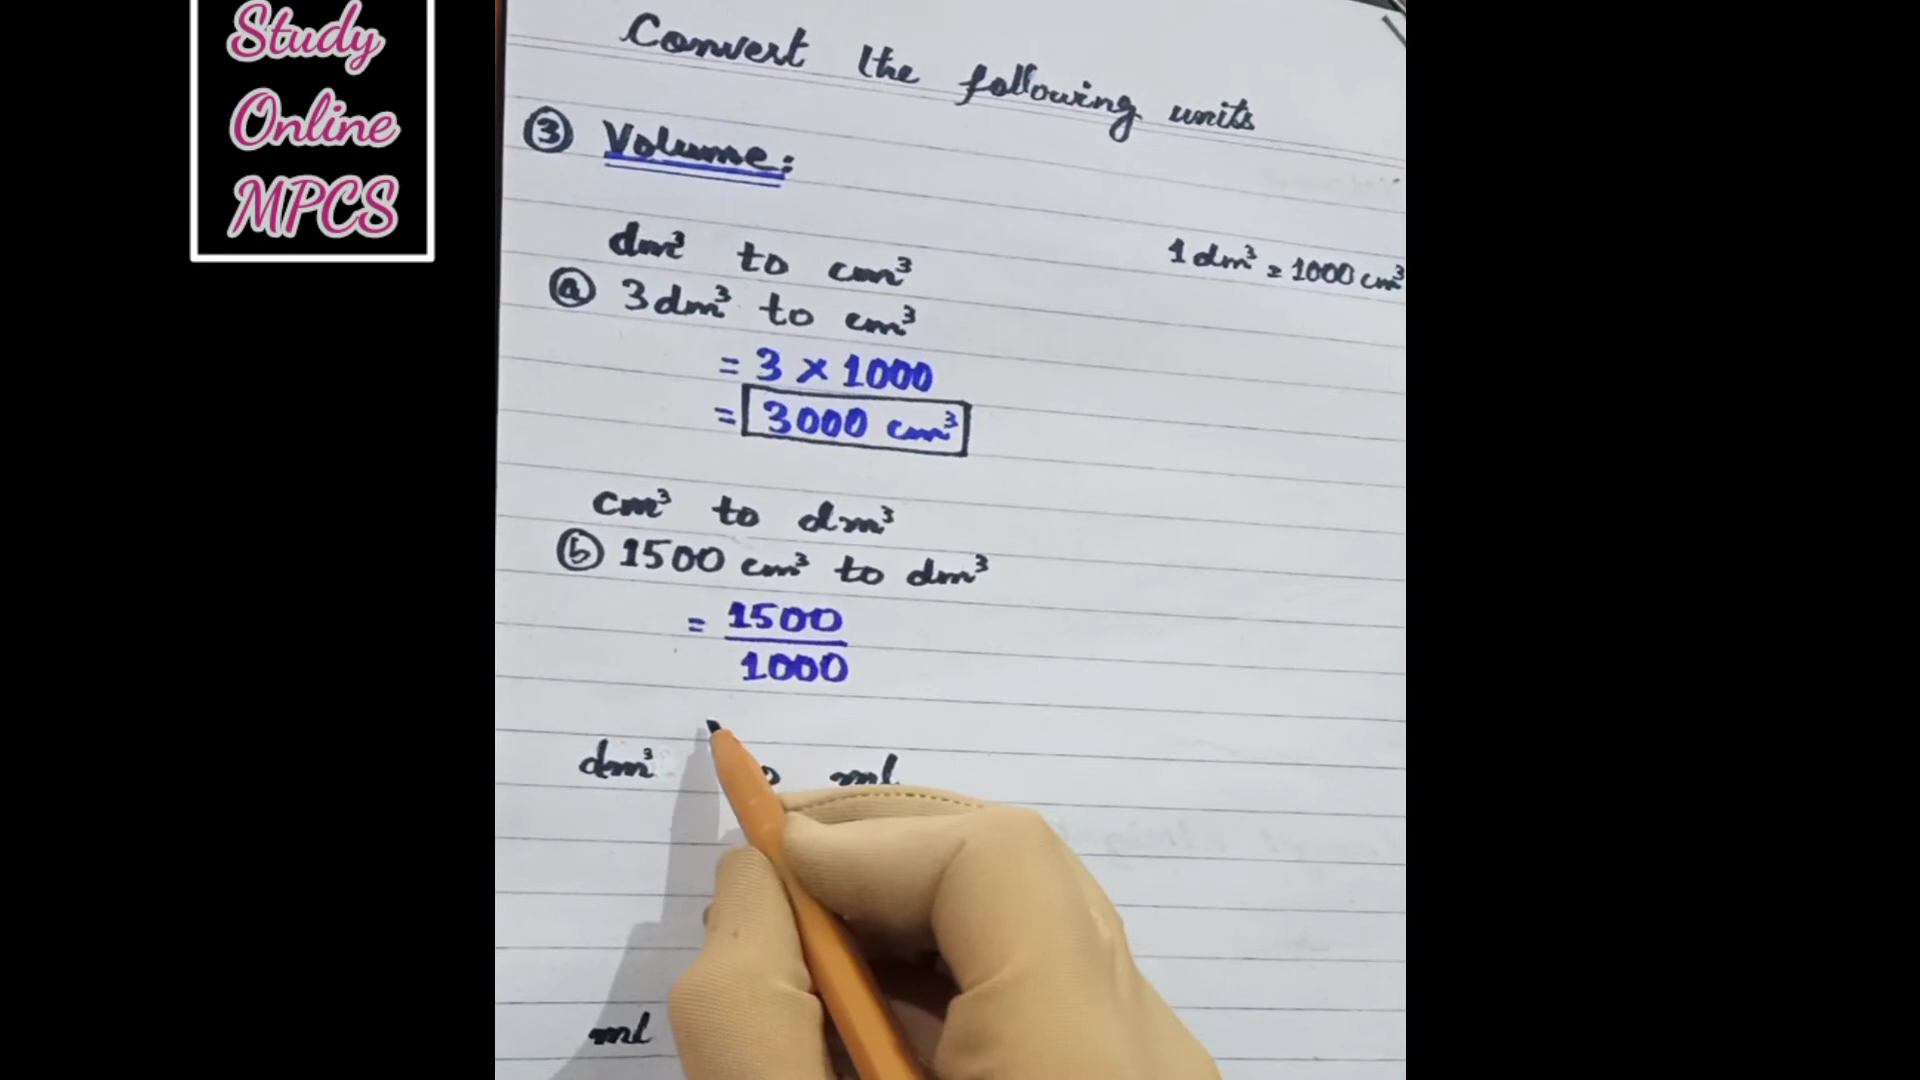 Study
Online
MPCS
Convert the following units
③ Volume:
dm³ to cm³
1 dm³ = 1000 cm³
ⓐ 3dm³ to cm³
= 3 × 1000
= 3000 cm³
cm³ to dm³
ⓑ 1500 cm³ to dm³
= 1500
1000
dm³ ml
ml